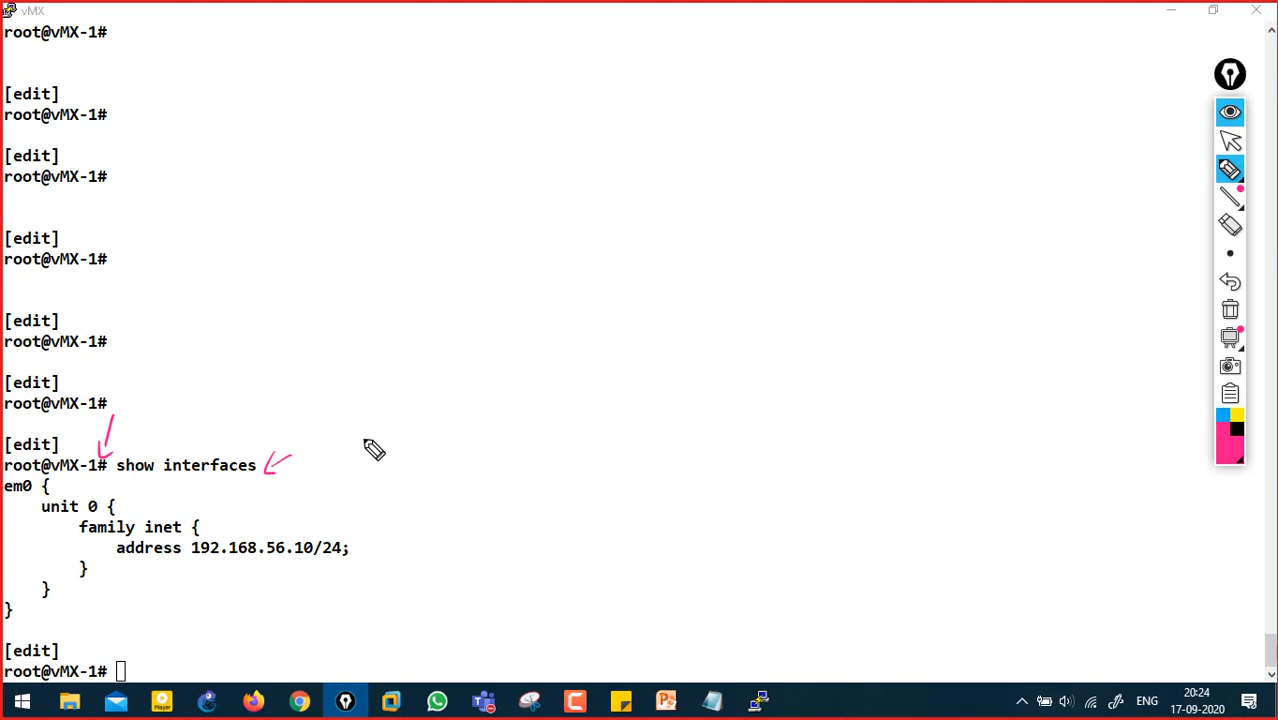 vMX
root@vMX-1#
[edit]
root@vMX-1#
[edit]
root@vMX-1#
[edit]
root@vMX-1#
[edit]
root@vMX-1#
[edit]
root@vMX-1#
[edit]
root@vMX-1# show interfaces
em0 {
    unit 0 {
        family inet {
            address 192.168.56.10/24;
        }
    }
}
[edit]
root@vMX-1#
Player
ENG
20:24
17-09-2020